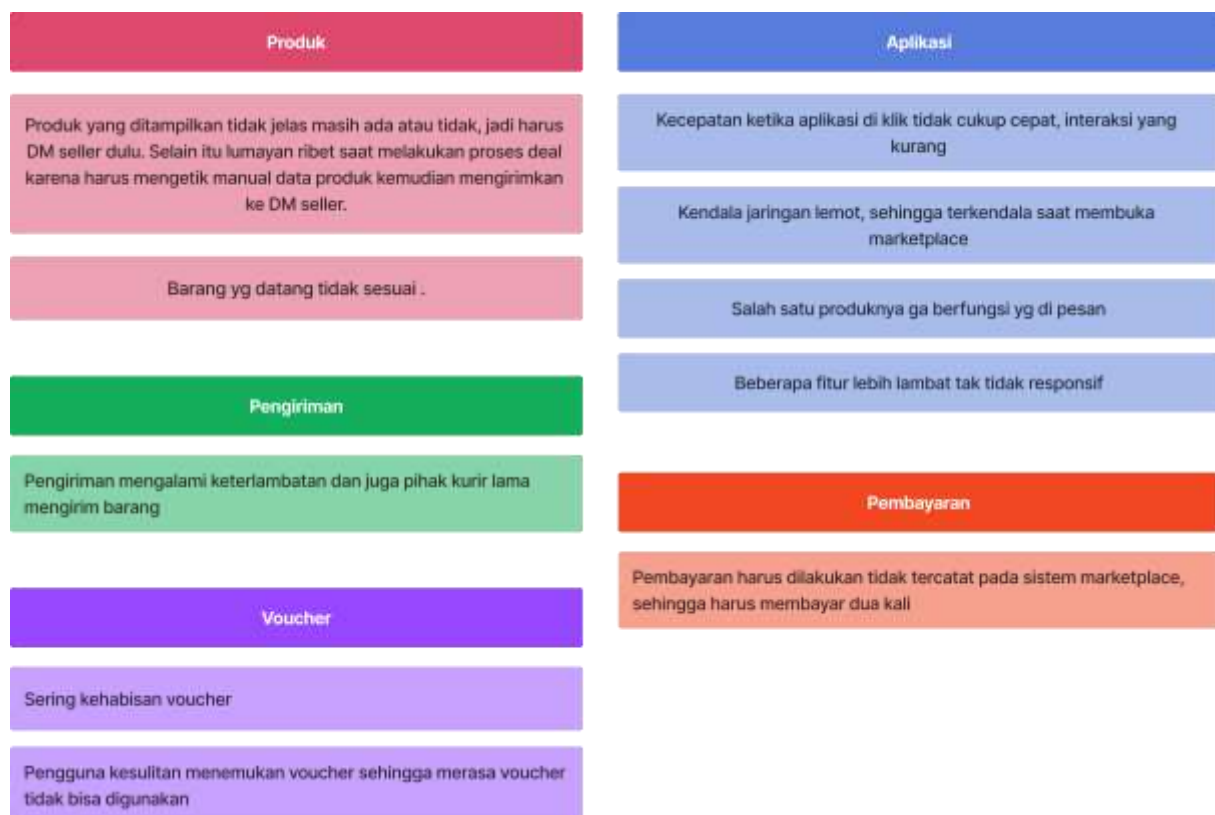 Produk
Produk yang ditampilkan tidak jelas masih ada atau tidak, jadi harus
DM seller dulu. Selain itu lumayan ribet saat melakukan proses deal
karena harus mengetik manual data produk kemudian mengirimkan
ke DM seller.
Barang yg datang tidak sesuai .
Pengiriman
Pengiriman mengalami keterlambatan dan juga pihak kurir lama
mengirim barang
Voucher
Sering kehabisan voucher
Pengguna kesulitan menemukan voucher sehingga merasa voucher
tidak bisa digunakan
Aplikasi
Kecepatan ketika aplikasi di klik tidak cukup cepat, interaksi yang
kurang
Kendala jaringan lemot, sehingga terkendala saat membuka
marketplace
Salah satu produknya ga berfungsi yg di pesan
Beberapa fitur lebih lambat tak tidak responsif
Pembayaran
Pembayaran harus dilakukan tidak tercatat pada sistem marketplace,
sehingga harus membayar dua kali